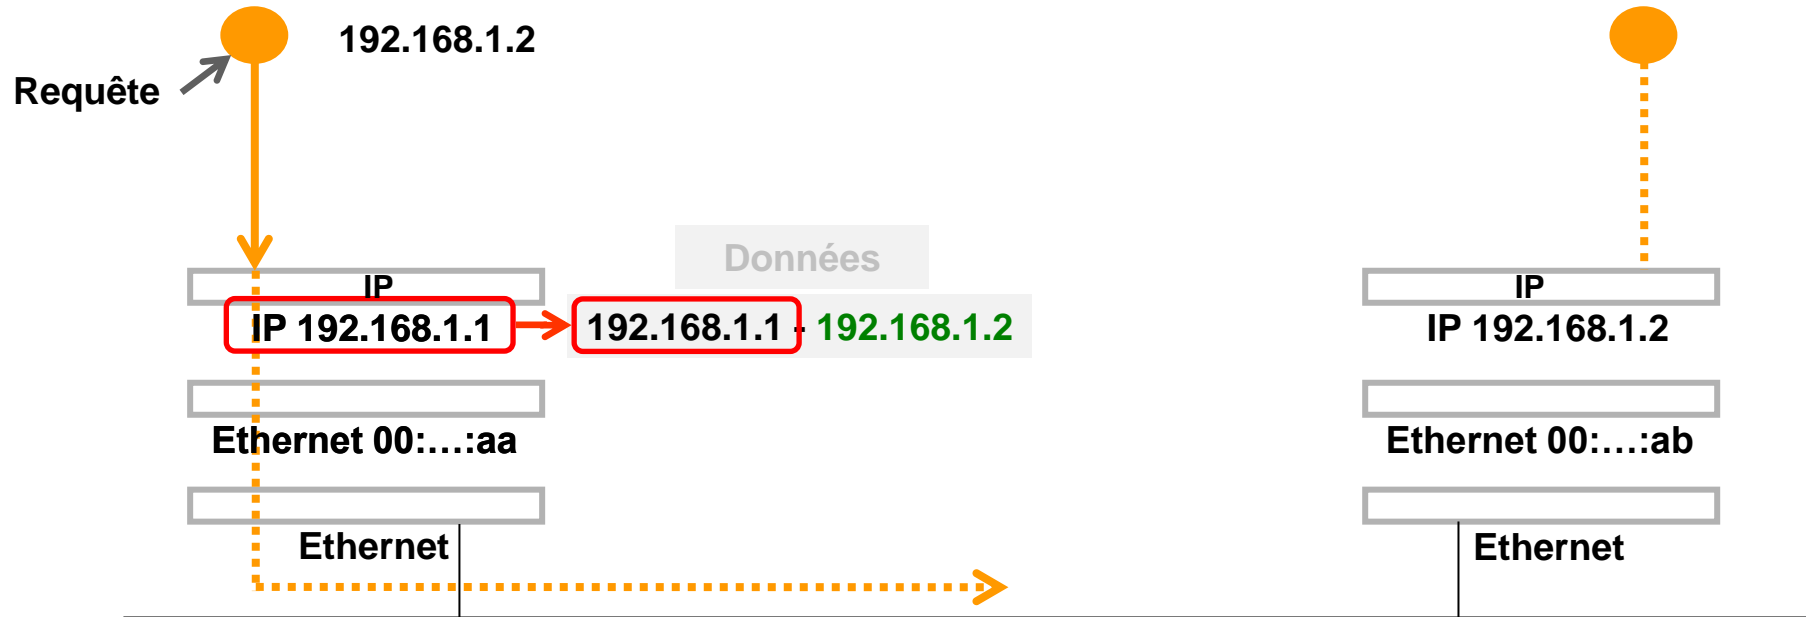 192.168.1.2
Requête
Données
IP
IP
IP 192.168.1.1
192.168.1.1 - 192.168.1.2
IP 192.168.1.2
Ethernet 00:…:aa
Ethernet 00:…:ab
Ethernet
Ethernet